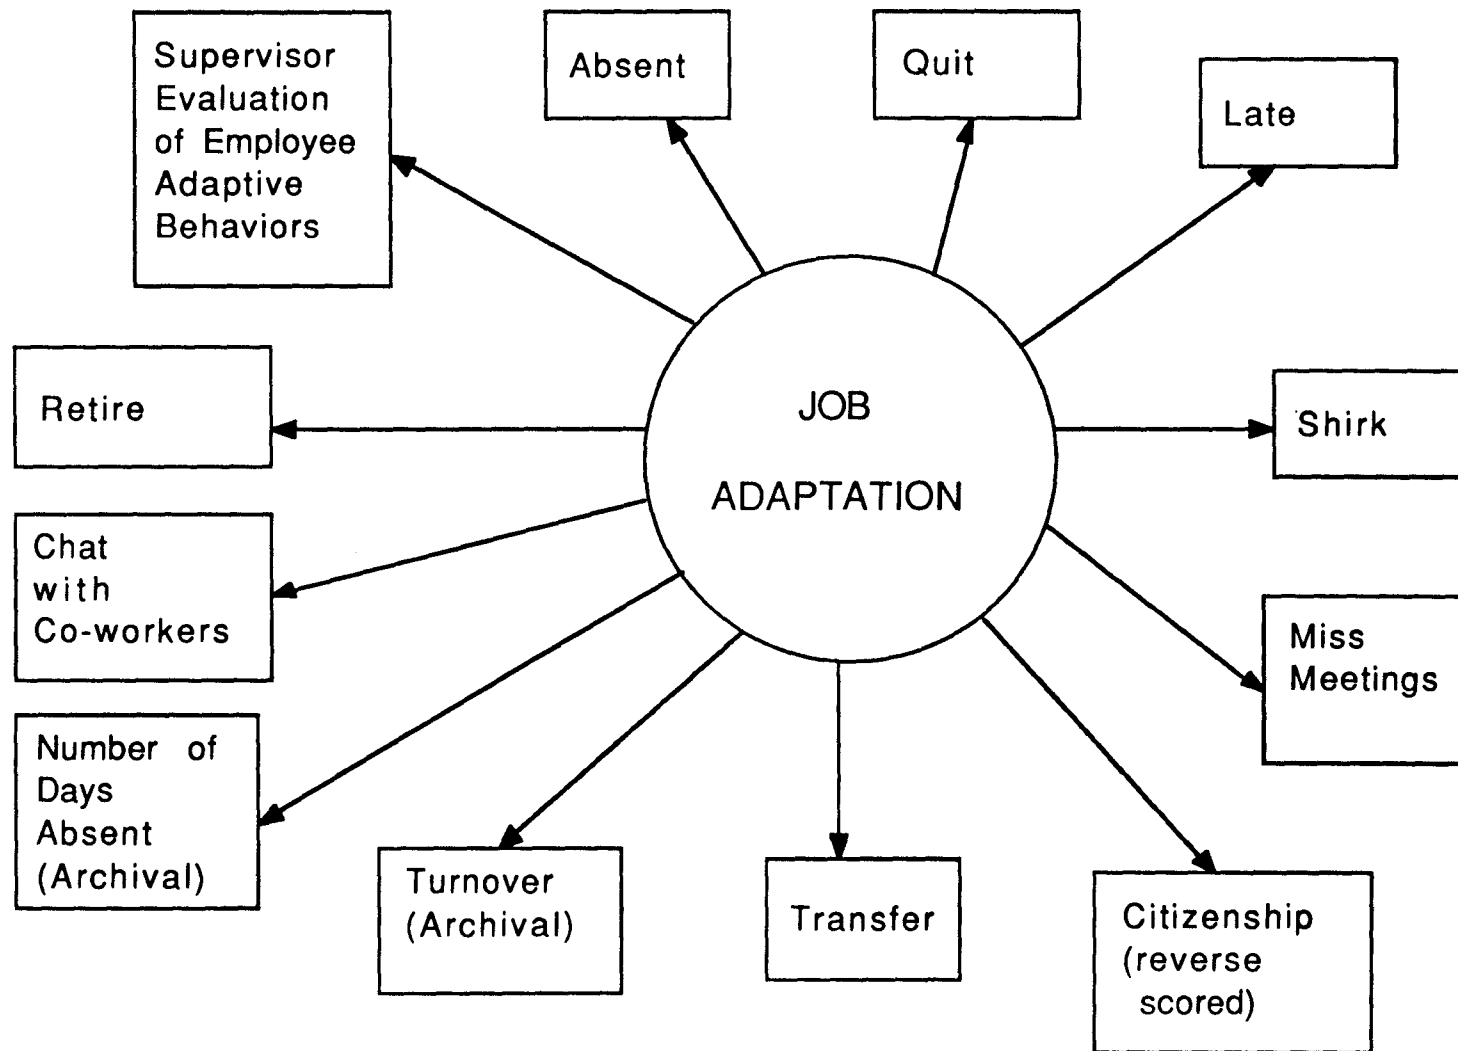 Supervisor
Evaluation
of Employee
Adaptive
Behaviors
Absent
Quit
Late
Retire
JOB
ADAPTATION
Shirk
Chat
with
Co-workers
Miss
Meetings
Number of
Days
Absent
(Archival)
Turnover
(Archival)
Transfer
Citizenship
(reverse
scored)